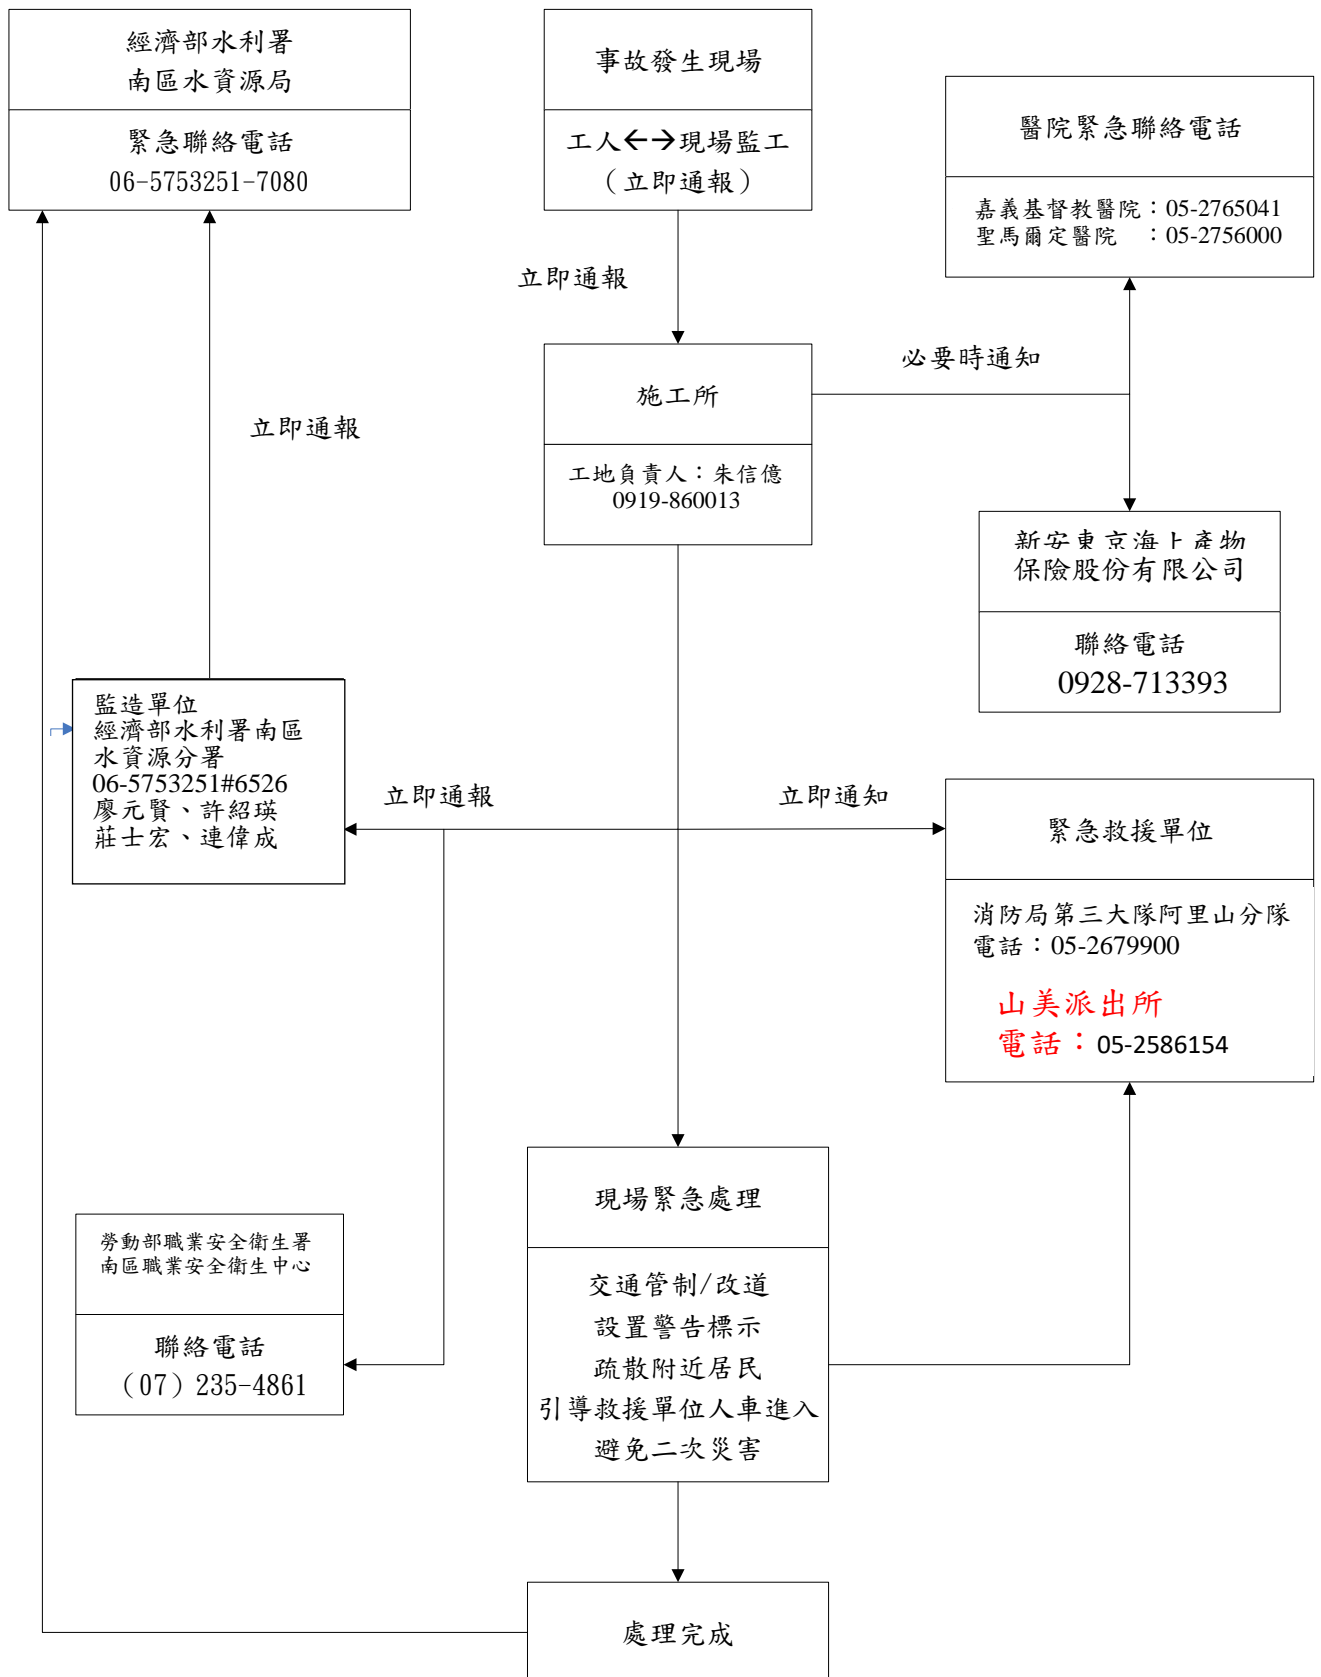 經濟部水利署
南區水資源局
緊急聯絡電話
06-5753251-7080
事故發生現場
工人←→現場監工
（立即通報）
醫院緊急聯絡電話
嘉義基督教醫院：05-2765041
聖馬爾定醫院　：05-2756000
立即通報
必要時通知
施工所
工地負責人：朱信億
0919-860013
立即通報
新安東京海上產物
保險股份有限公司
聯絡電話
0928-713393
監造單位
經濟部水利署南區
水資源分署
06-5753251#6526
廖元賢、許紹瑛
莊士宏、連偉成
立即通報
立即通知
緊急救援單位
消防局第三大隊阿里山分隊
電話：05-2679900
山美派出所
電話：05-2586154
現場緊急處理
交通管制/改道
設置警告標示
疏散附近居民
引導救援單位人車進入
避免二次災害
勞動部職業安全衛生署
南區職業安全衛生中心
聯絡電話
（07）235-4861
處理完成